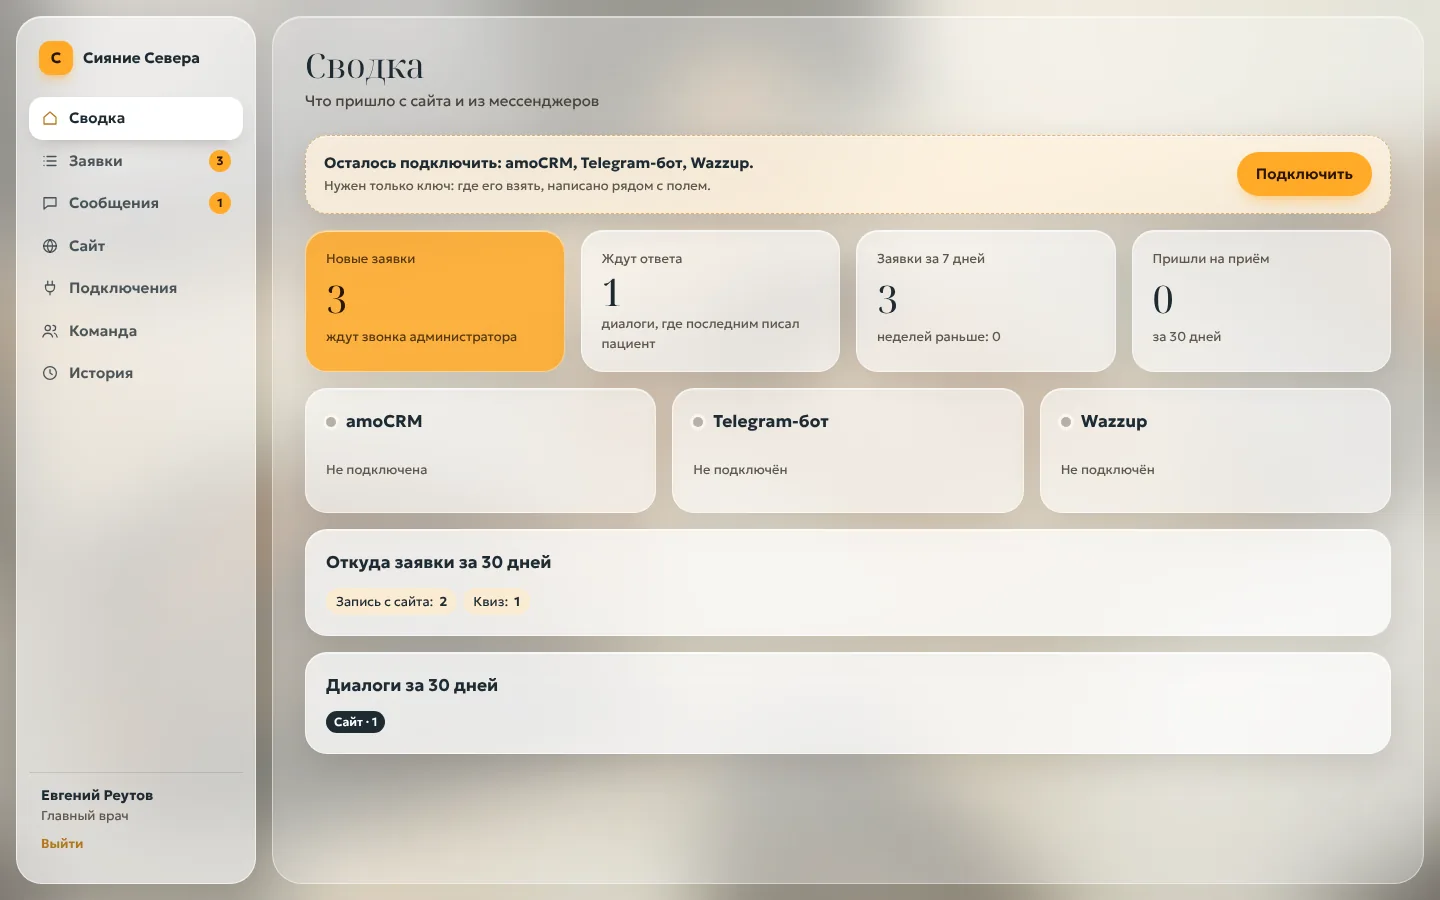 С
Сияние Севера
Сводка
Заявки
3
Сообщения
1
Сайт
Подключения
Команда
История
Евгений Реутов
Главный врач
Выйти
Сводка
Что пришло с сайта и из мессенджеров
Осталось подключить: amoCRM, Telegram-бот, Wazzup.
Нужен только ключ: где его взять, написано рядом с полем.
Подключить
Новые заявки
3
ждут звонка администратора
Ждут ответа
1
диалоги, где последним писал
пациент
Заявки за 7 дней
3
неделей раньше: 0
Пришли на приём
0
за 30 дней
amoCRM
Не подключена
Telegram-бот
Не подключён
Wazzup
Не подключён
Откуда заявки за 30 дней
Запись с сайта: 2
Квиз: 1
Диалоги за 30 дней
Сайт · 1